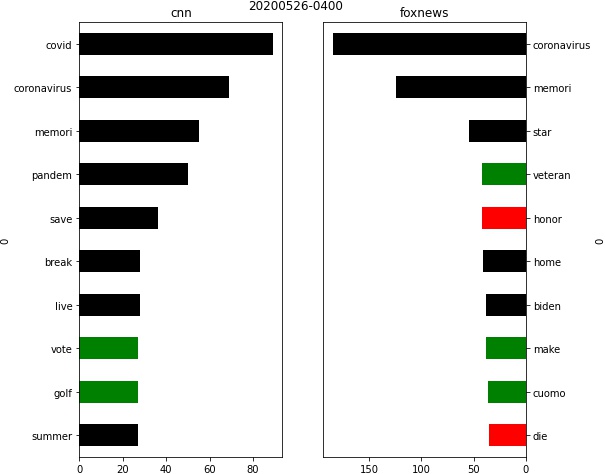 20200526-0400
cnn
covid
coronavirus
memori
pandem
save
break
live
vote
golf
summer
0 20 40 60 80
0
foxnews
coronavirus
memori
star
veteran
honor
home
biden
make
cuomo
die
150 100 50 0
0